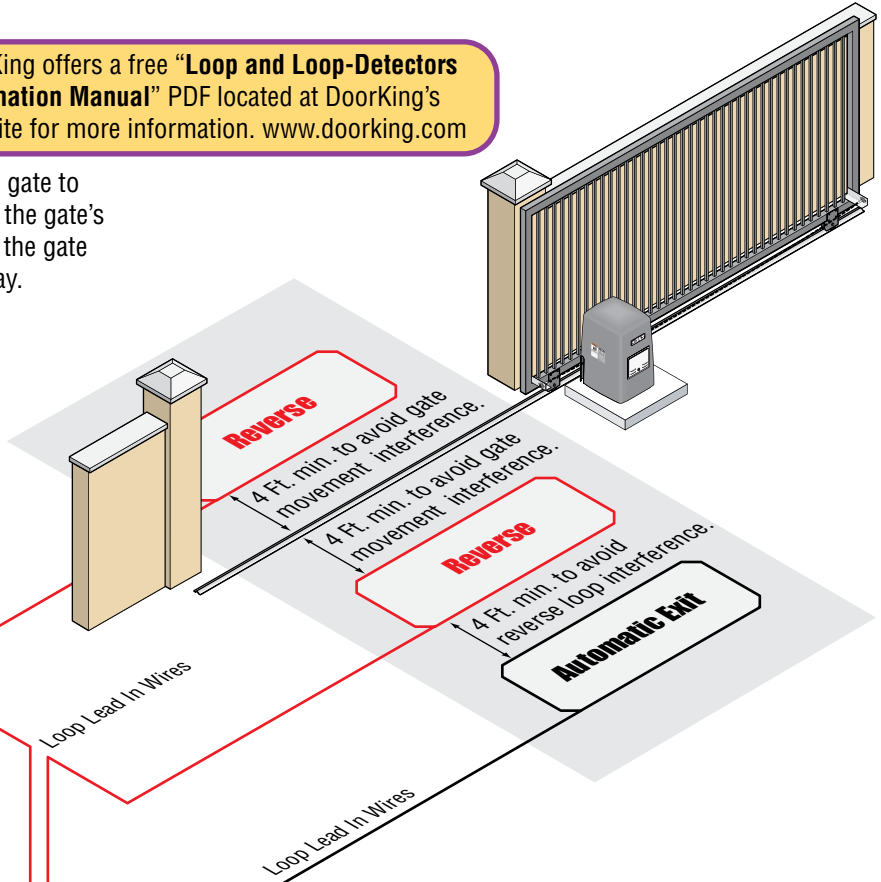 King offers a free “Loop and Loop-Detectors
mation Manual” PDF located at DoorKing's
ite for more information. www.doorking.com
gate to
the gate's
the gate
ay.
Reverse
4 Ft. min. to avoid gate
movement interference.
4 Ft. min. to avoid gate
movement interference.
Reverse
4 Ft. min. to avoid
reverse loop interference.
Automatic Exit
Loop Lead In Wires
Loop Lead In Wires